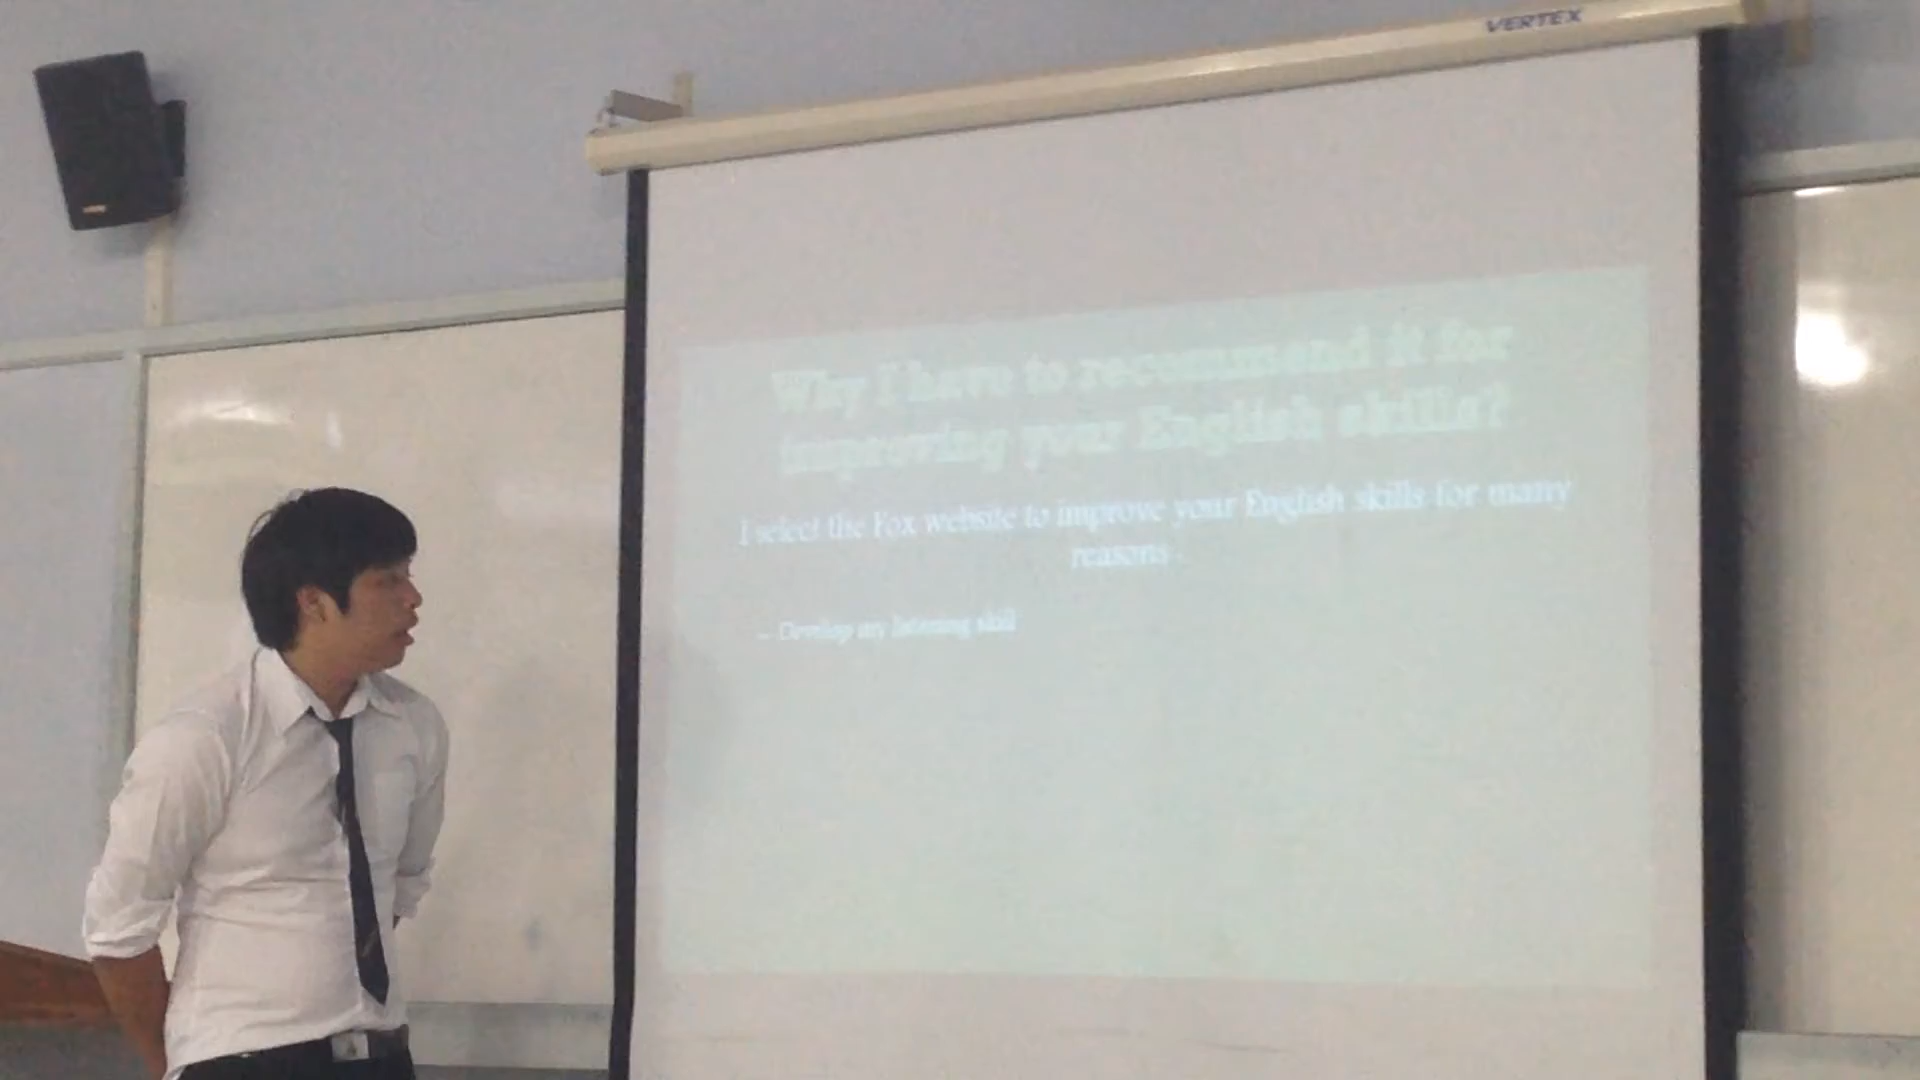 VERTEX
Why I have to recommend it for
improving your English skills?
I select the Fox website to improve your English skills for many
reasons .
- Develop my listening skill